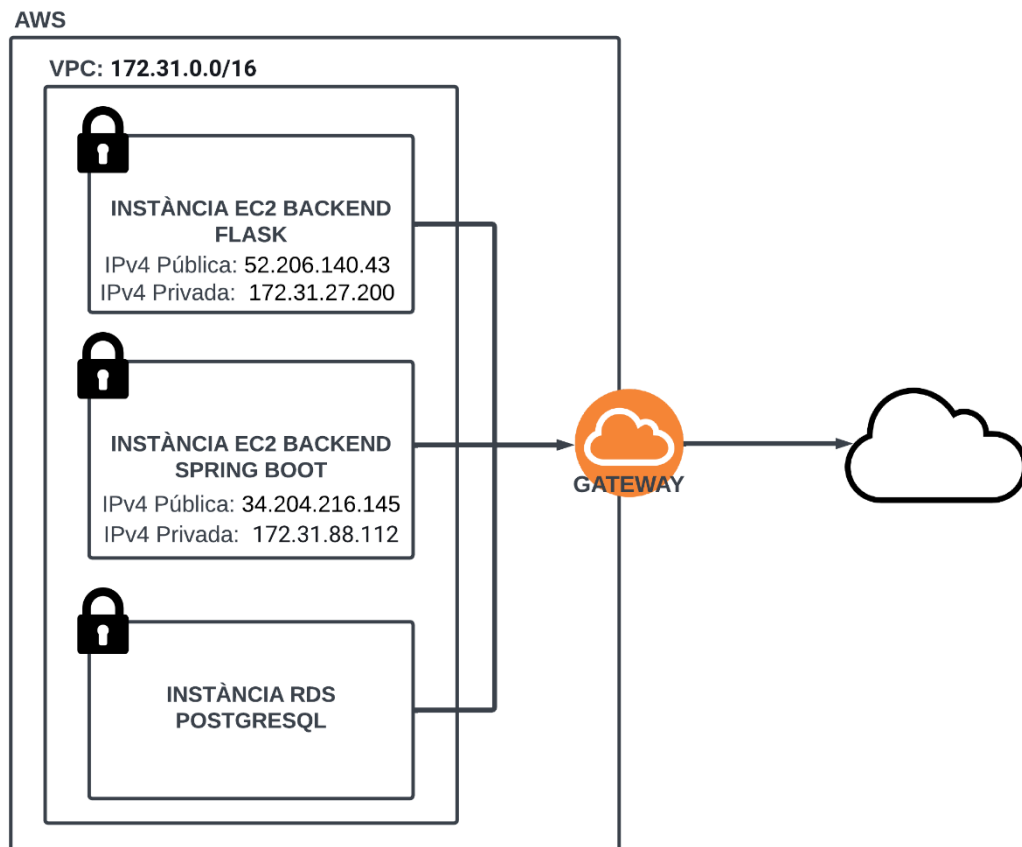 AWS
VPC: 172.31.0.0/16
INSTÀNCIA EC2 BACKEND
FLASK
IPv4 Pública: 52.206.140.43
IPv4 Privada: 172.31.27.200
INSTÀNCIA EC2 BACKEND
SPRING BOOT
IPv4 Pública: 34.204.216.145
IPv4 Privada: 172.31.88.112
GATEWAY
INSTÀNCIA RDS
POSTGRESQL